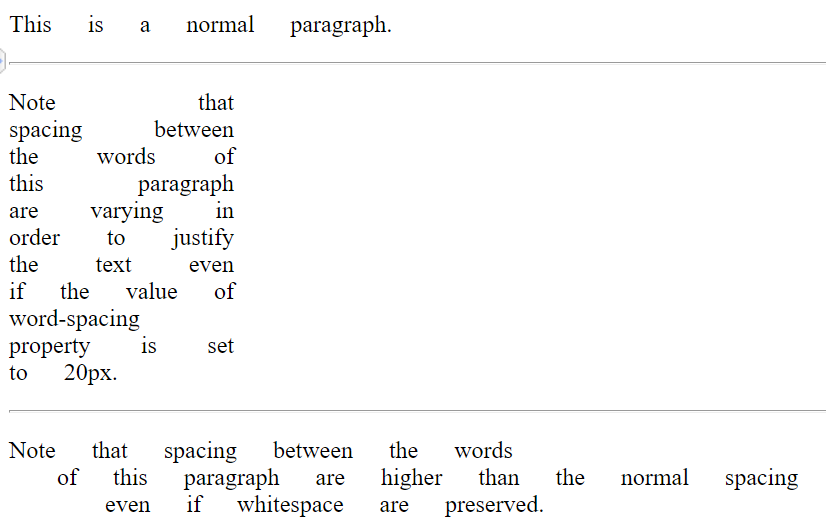 This is a normal paragraph.
Note that
spacing between
the words of
this paragraph
are varying in
order to justify
the text even
if the value of
word-spacing
property is set
to 20px.
Note that spacing between the words
of this paragraph are higher than the normal spacing
even if whitespace are preserved.